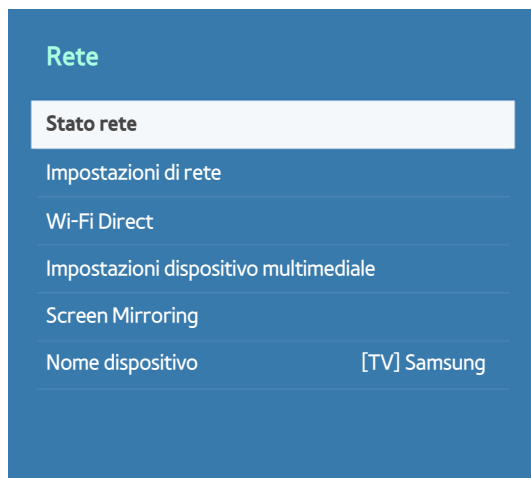 Rete
Stato rete
Impostazioni di rete
Wi-Fi Direct
Impostazioni dispositivo multimediale
Screen Mirroring
Nome dispositivo [TV] Samsung